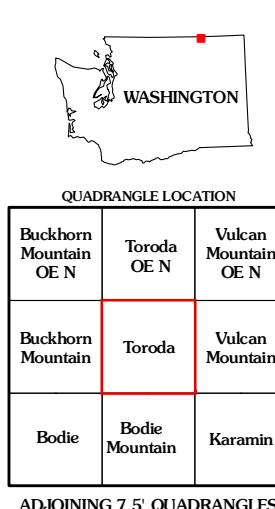 WASHINGTON
QUADRANGLE LOCATION
Buckhorn
Mountain
OE N
Toroda
OE N
Vulcan
Mountain
OE N
Buckhorn
Mountain
Toroda
Vulcan
Mountain
Bodie
Bodie
Mountain
Karamin
ADJOINING 7.5' QUADRANGLES